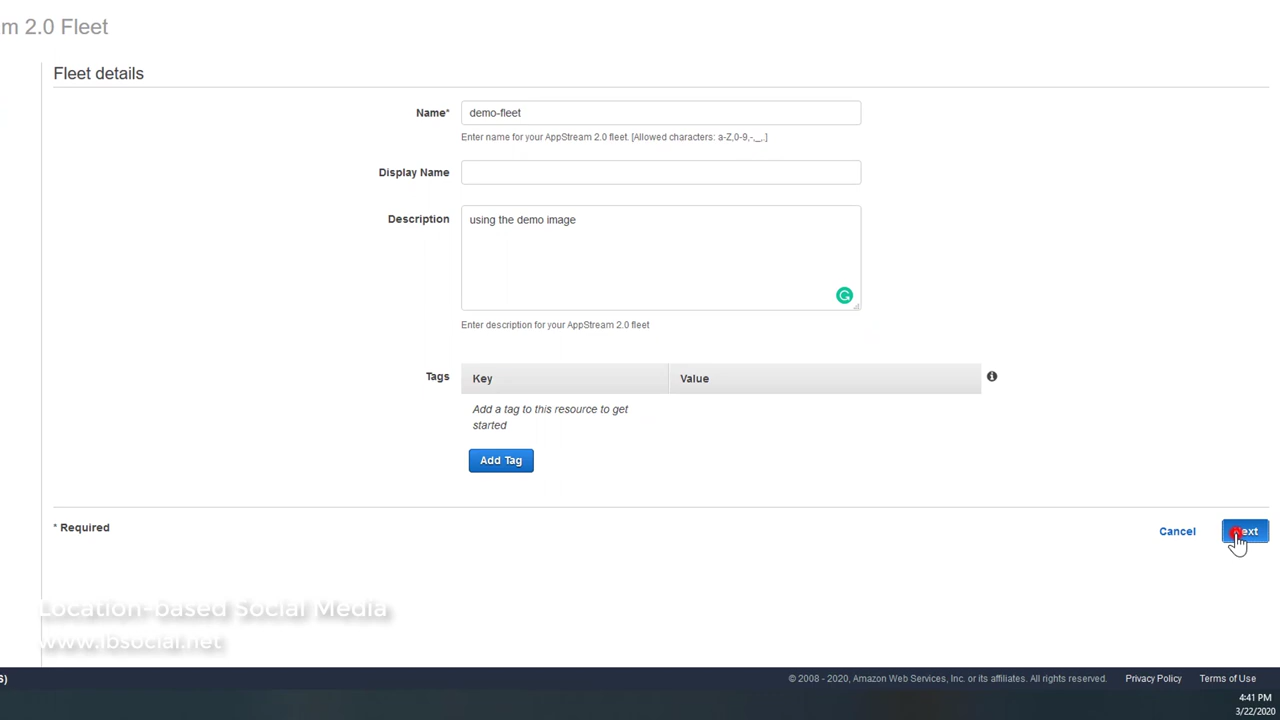 m 2.0 Fleet
Fleet details
Name*
demo-fleet
Enter name for your AppStream 2.0 fleet. [Allowed characters: a-Z,0-9,-,_,.]
Display Name
Description
using the demo image
Enter description for your AppStream 2.0 fleet
Tags
Key
Value
Add a tag to this resource to get
started
Add Tag
* Required
Cancel
ext
Location-based Social Media
www.lbsocial.net
S)
© 2008 - 2020, Amazon Web Services, Inc. or its affiliates. All rights reserved.
Privacy Policy
Terms of Use
4:41 PM
3/22/2020